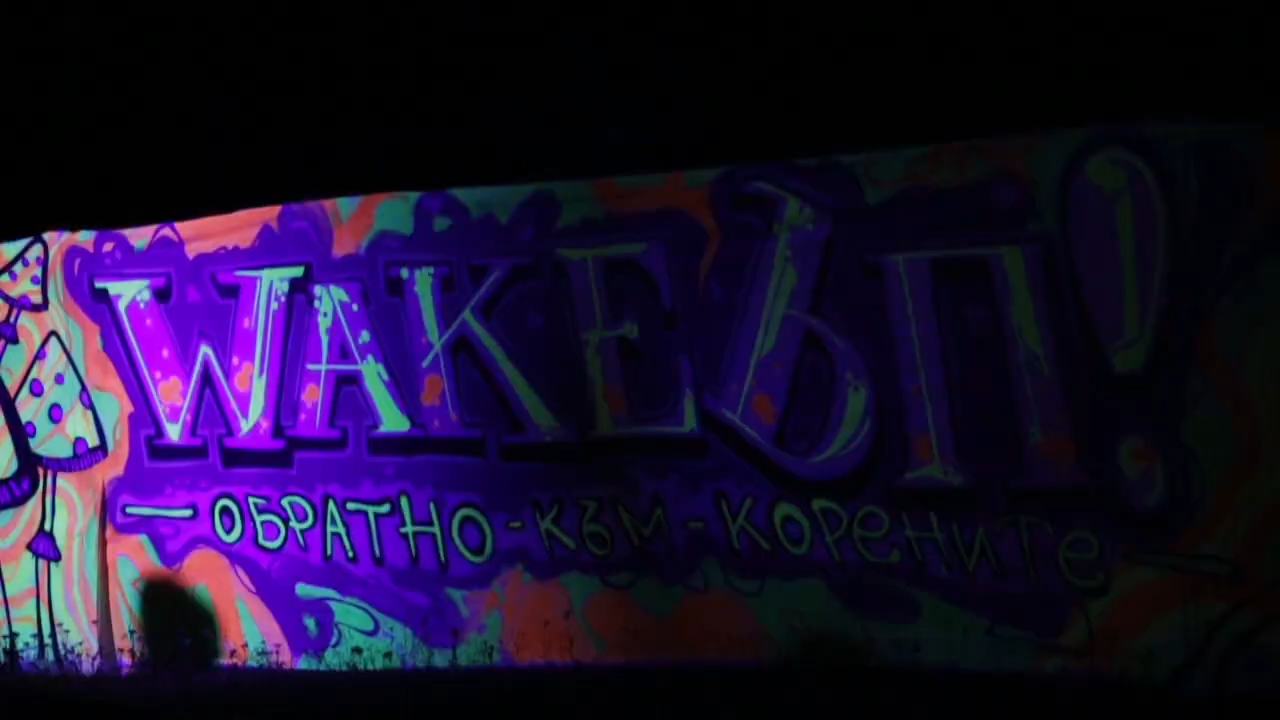 WAKEЪП!
— ОБРАТНО - КЪМ - КОРЕНИТЕ —